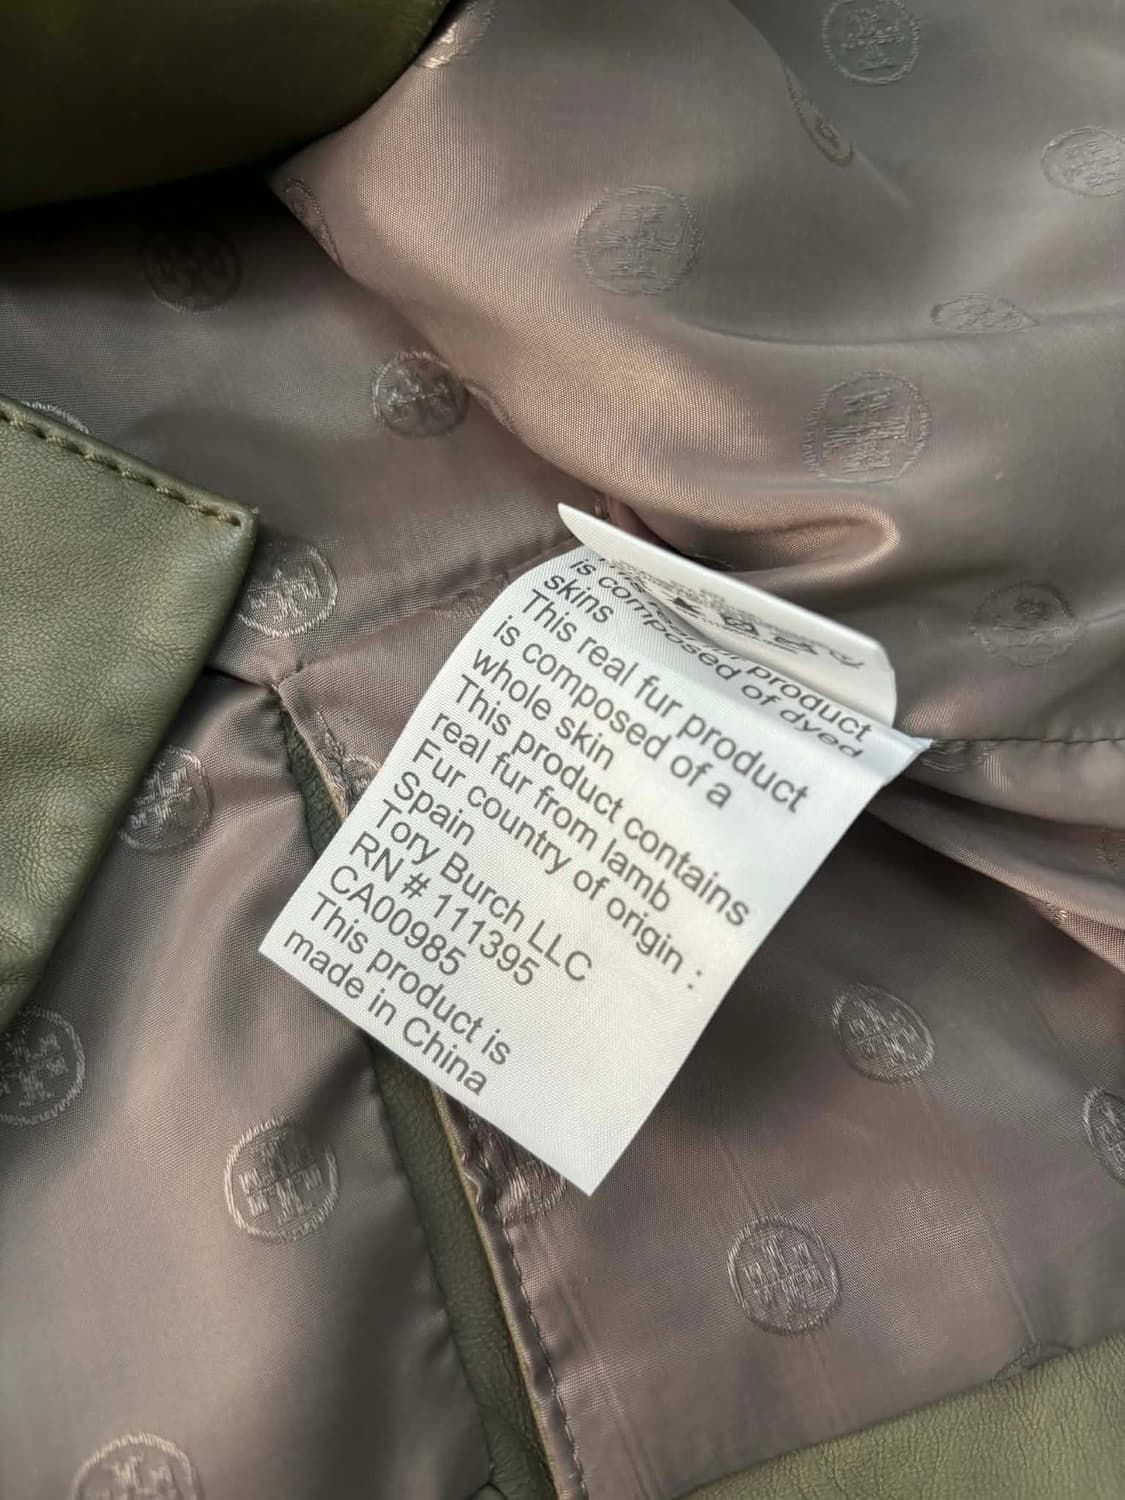 product
is composed of dyed
skins
This real fur product
is composed of a
whole skin
This product contains
real fur from lamb
Fur country of origin :
Spain
Tory Burch LLC
RN # 111395
CA00985
This product is
made in China